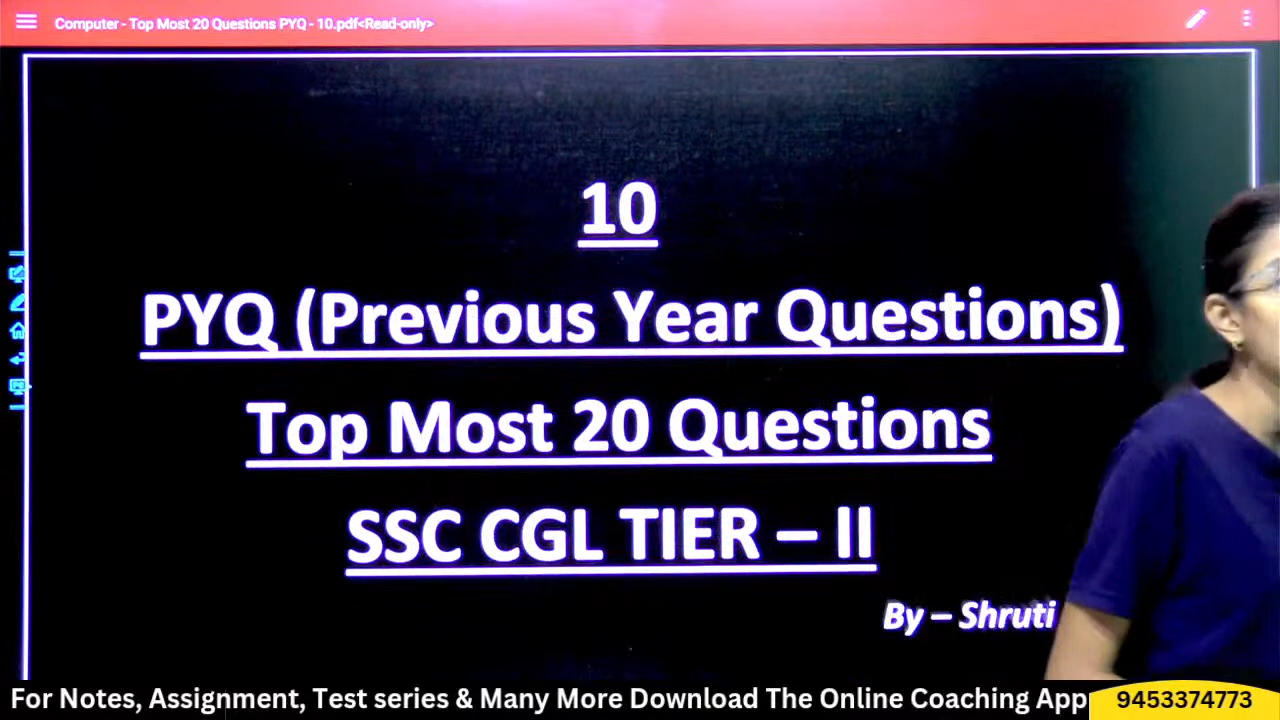 Computer - Top Most 20 Questions PYQ - 10.pdf<Read-only>
10
PYQ (Previous Year Questions)
Top Most 20 Questions
SSC CGL TIER – II
By – Shruti
For Notes, Assignment, Test series & Many More Download The Online Coaching App
9453374773